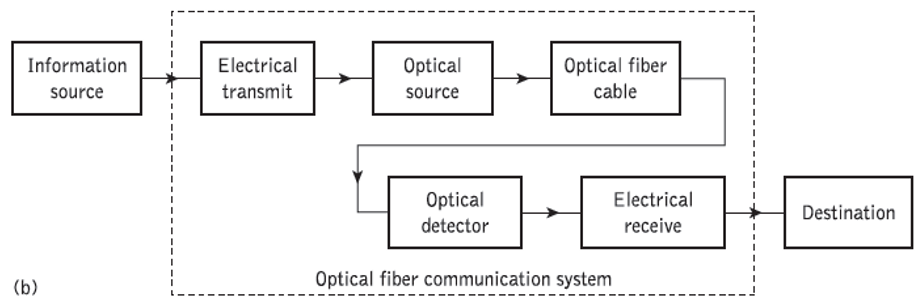 Information
source
Electrical
transmit
Optical
source
Optical fiber
cable
Optical
detector
Electrical
receive
Destination
Optical fiber communication system
(b)